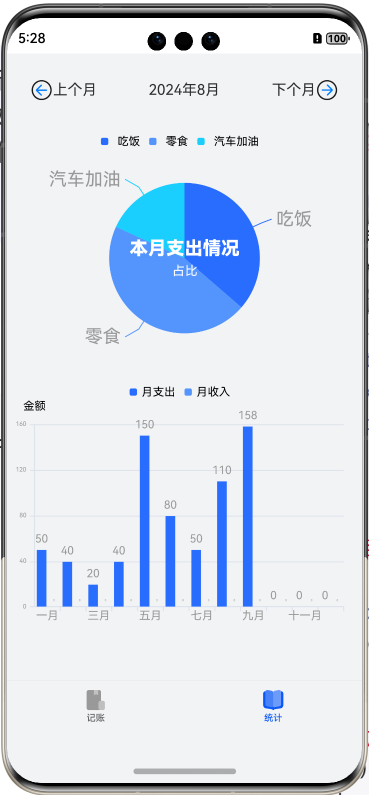 5:28 100
上个月 2024年8月 下个月
吃饭 零食 汽车加油
汽车加油
吃饭
本月支出情况
占比
零食
月支出 月收入
金额
158
160
150
120
110
80
80
50 40 20 40 50
40
0 0 0
0
一月 三月 五月 七月 九月 十一月
记账 统计